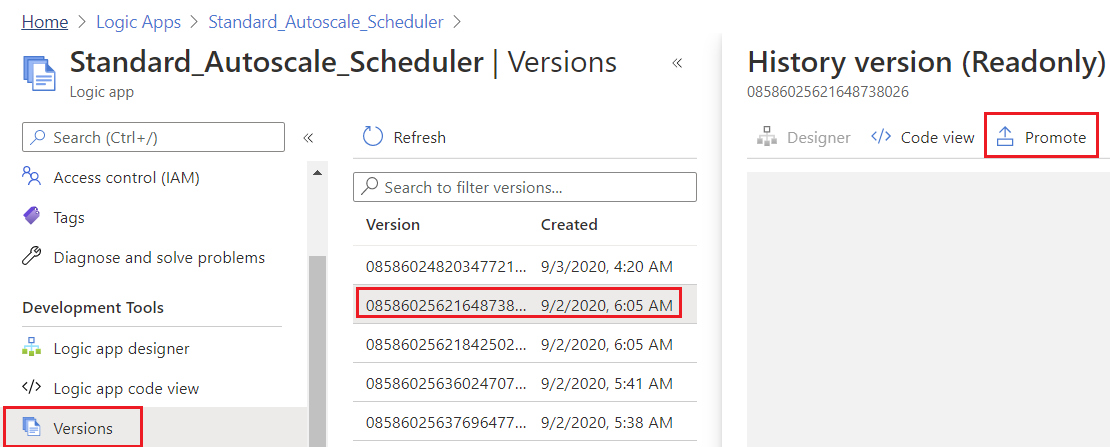 Home > Logic Apps > Standard_Autoscale_Scheduler >
Standard_Autoscale_Scheduler | Versions «
Logic app
Search (Ctrl+/) «
Access control (IAM)
Tags
Diagnose and solve problems
Development Tools
Logic app designer
</> Logic app code view
Versions
Refresh
Search to filter versions...
Version Created
08586024820347721... 9/3/2020, 4:20 AM
08586025621648738... 9/2/2020, 6:05 AM
08586025621842502... 9/2/2020, 6:05 AM
08586025636024707... 9/2/2020, 5:41 AM
08586025637696477... 9/2/2020, 5:38 AM
History version (Readonly)
08586025621648738026
Designer </> Code view Promote